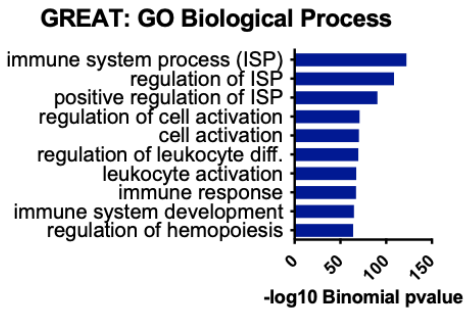 GREAT: GO Biological Process
immune system process (ISP)
regulation of ISP
positive regulation of ISP
regulation of cell activation
cell activation
regulation of leukocyte diff.
leukocyte activation
immune response
immune system development
regulation of hemopoiesis
0 50 100 150
-log10 Binomial pvalue